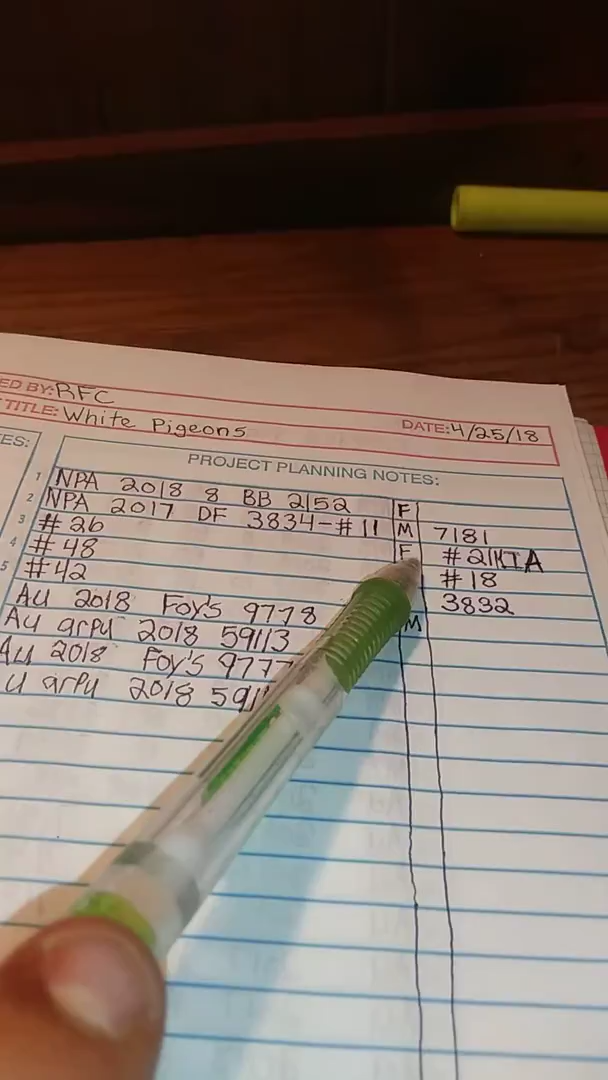 ED BY: RFC
TITLE: White Pigeons
DATE: 4/25/18
ES:
PROJECT PLANNING NOTES:
1 NPA 2018 8 BB 2152 F
2 NPA 2017 DF 3834-#11 M 7181
3 #26 F #21KIA
4 #48 #18
5 #42 3832
AU 2018 Foy's 9778 M
AU arpu 2018 59113
AU 2018 Foy's 977
U arpu 2018 591